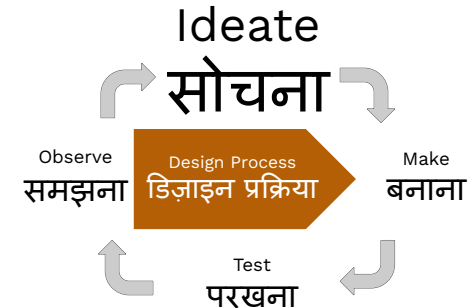 Ideate
सोचना
Observe
समझना
Design Process
डिज़ाइन प्रक्रिया
Make
बनाना
Test
परखना